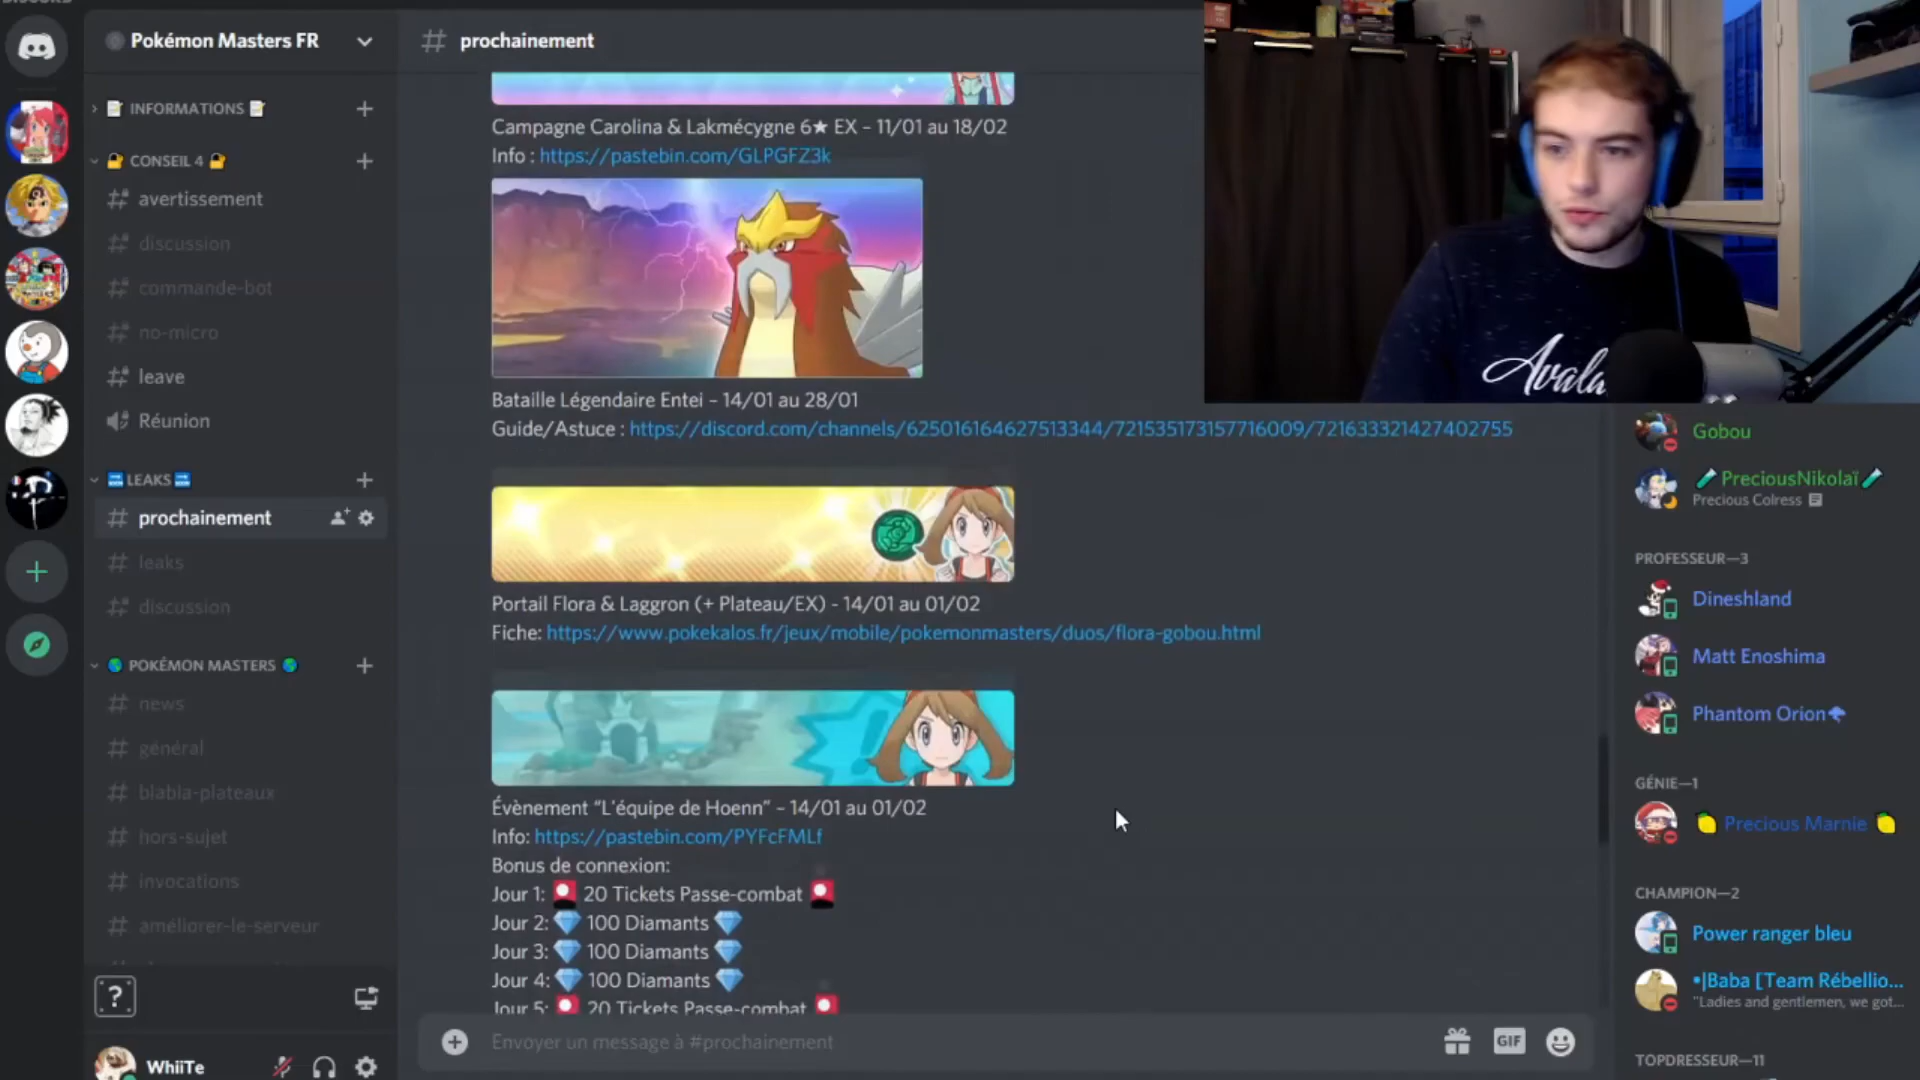 Pokémon Masters FR
prochainement
INFORMATIONS
CONSEIL 4
avertissement
discussion
commande-bot
no-micro
leave
Réunion
LEAKS
prochainement
leaks
discussion
POKÉMON MASTERS
news
général
blabla-plateaux
hors-sujet
invocations
améliorer-le-serveur
WhiiTe
Campagne Carolina & Lakmécygne 6★ EX – 11/01 au 18/02
Info : https://pastebin.com/GLPGFZ3k
Bataille Légendaire Entei – 14/01 au 28/01
Guide/Astuce : https://discord.com/channels/625016164627513344/721535173157716009/721633321427402755
Portail Flora & Laggron (+ Plateau/EX) - 14/01 au 01/02
Fiche: https://www.pokekalos.fr/jeux/mobile/pokemonmasters/duos/flora-gobou.html
Évènement “L'équipe de Hoenn” – 14/01 au 01/02
Info: https://pastebin.com/PYFcFMLf
Bonus de connexion:
Jour 1: 20 Tickets Passe-combat
Jour 2: 💎 100 Diamants 💎
Jour 3: 💎 100 Diamants 💎
Jour 4: 💎 100 Diamants 💎
Jour 5: 20 Tickets Passe-combat
Envoyer un message à #prochainement
GIF
Gobou
PreciousNikolaï
Precious Colress
PROFESSEUR—3
Dineshland
Matt Enoshima
Phantom Orion
GÉNIE—1
🍋 Precious Marnie 🍋
CHAMPION—2
Power ranger bleu
•|Baba [Team Rébellio...
"Ladies and gentlemen, we got...
TOPDRESSEUR—11